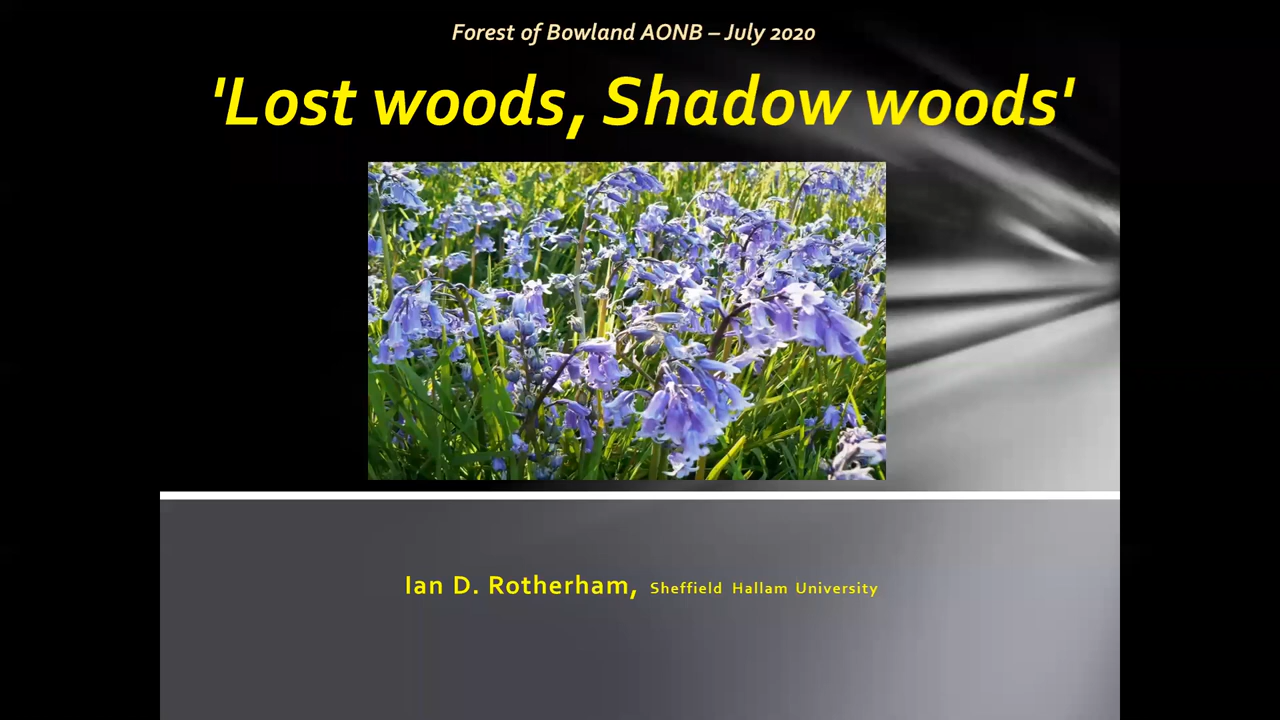 Forest of Bowland AONB – July 2020
'Lost woods, Shadow woods'
Ian D. Rotherham, Sheffield Hallam University